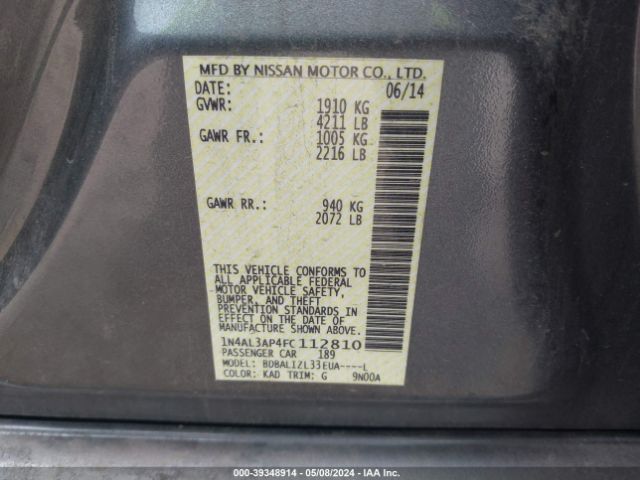 MFD BY NISSAN MOTOR CO., LTD.
DATE: 06/14
GVWR: 1910 KG
4211 LB
GAWR FR.: 1005 KG
2216 LB
GAWR RR.: 940 KG
2072 LB
THIS VEHICLE CONFORMS TO
ALL APPLICABLE FEDERAL
MOTOR VEHICLE SAFETY,
BUMPER, AND THEFT
PREVENTION STANDARDS IN
EFFECT ON THE DATE OF
MANUFACTURE SHOWN ABOVE.
1N4AL3AP4FC112810
PASSENGER CAR 189
MODEL: BDBALIZL33EUA----L
COLOR: KAD TRIM: G 9N00A
000-39348914 - 05/08/2024 - IAA Inc.